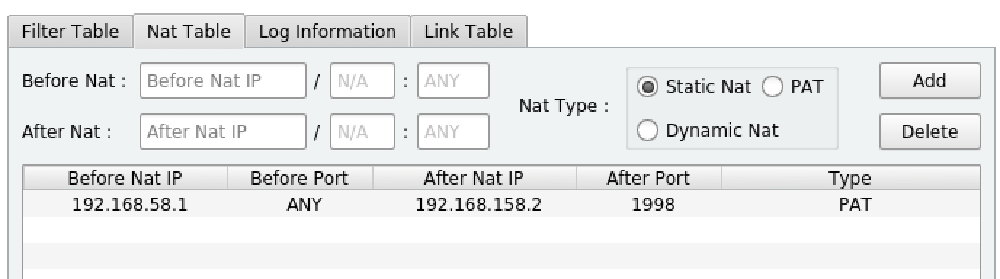 Filter Table Nat Table Log Information Link Table
Before Nat : Before Nat IP / N/A : ANY
After Nat : After Nat IP / N/A : ANY
Nat Type :
Static Nat PAT
Dynamic Nat
Add
Delete
Before Nat IP Before Port After Nat IP After Port Type
192.168.58.1 ANY 192.168.158.2 1998 PAT